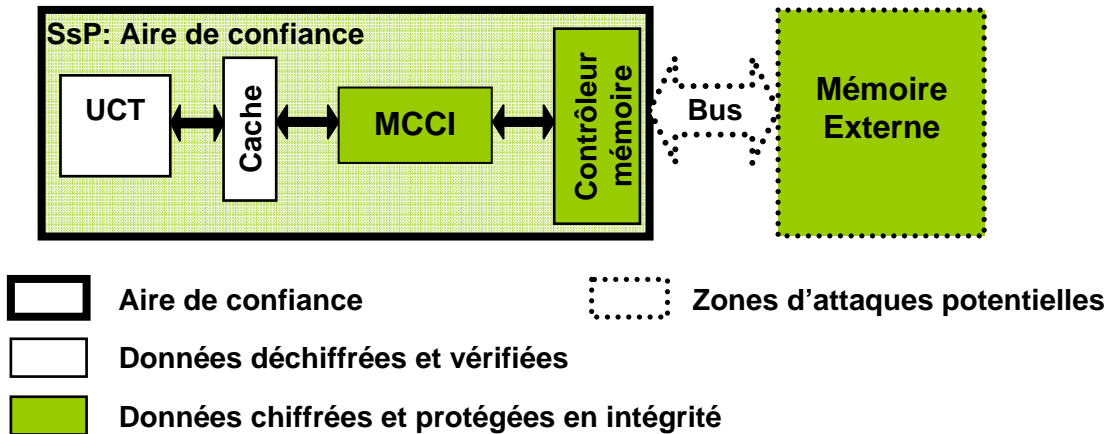 SsP: Aire de confiance
UCT
Cache
MCCI
Contrôleur
mémoire
Bus
Mémoire
Externe
Aire de confiance
Zones d’attaques potentielles
Données déchiffrées et vérifiées
Données chiffrées et protégées en intégrité